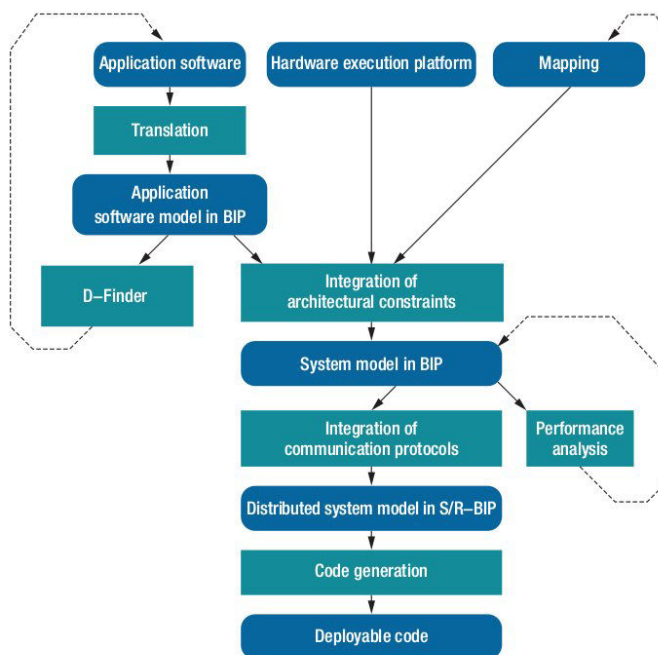 Application software
Hardware execution platform
Mapping
Translation
Application
software model in BIP
D–Finder
Integration of
architectural constraints
System model in BIP
Integration of
communication protocols
Performance
analysis
Distributed system model in S/R–BIP
Code generation
Deployable code